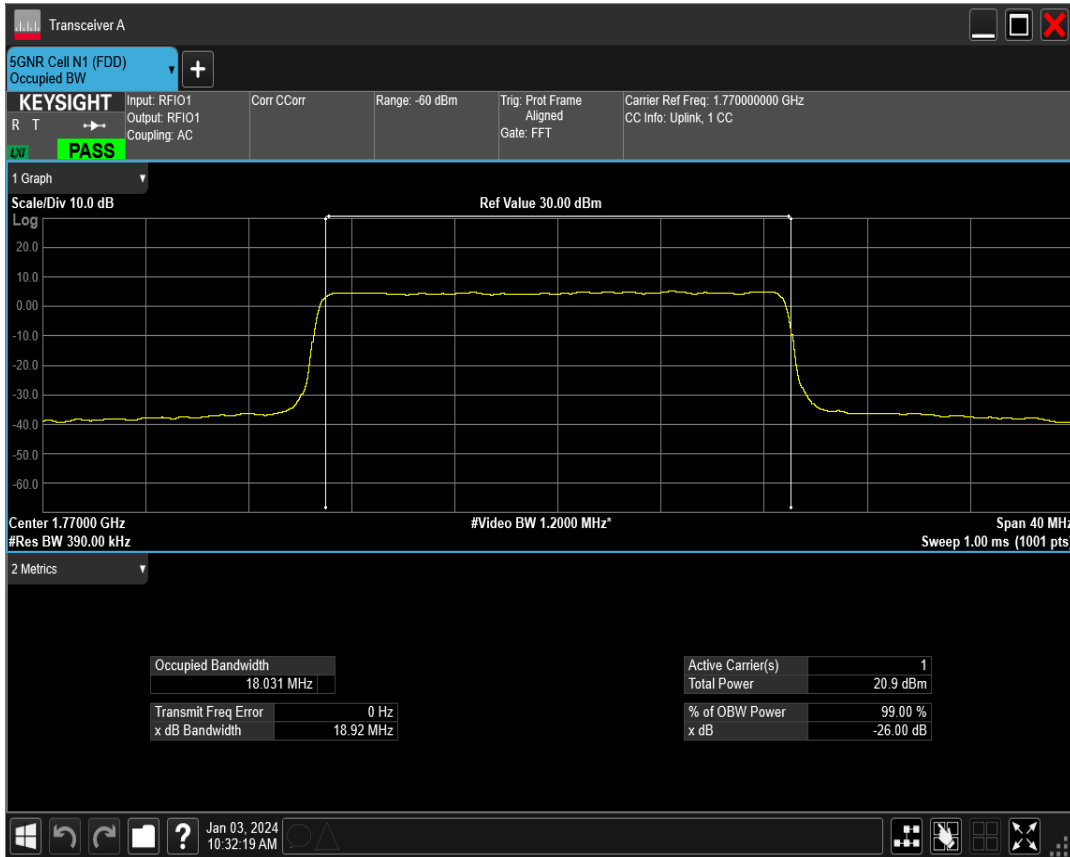 Transceiver A
5GNR Cell N1 (FDD)
Occupied BW
+
KEYSIGHT
R T
LXI
PASS
Input: RFIO1
Output: RFIO1
Coupling: AC
Corr CCorr
Range: -60 dBm
Trig: Prot Frame
Aligned
Gate: FFT
Carrier Ref Freq: 1.770000000 GHz
CC Info: Uplink, 1 CC
1 Graph
Scale/Div 10.0 dB
Ref Value 30.00 dBm
Log
20.0
10.0
0.00
-10.0
-20.0
-30.0
-40.0
-50.0
-60.0
Center 1.77000 GHz
#Video BW 1.2000 MHz*
Span 40 MHz
#Res BW 390.00 kHz
Sweep 1.00 ms (1001 pts)
2 Metrics
Occupied Bandwidth
18.031 MHz
Transmit Freq Error 0 Hz
x dB Bandwidth 18.92 MHz
Active Carrier(s) 1
Total Power 20.9 dBm
% of OBW Power 99.00 %
x dB -26.00 dB
?
Jan 03, 2024
10:32:19 AM